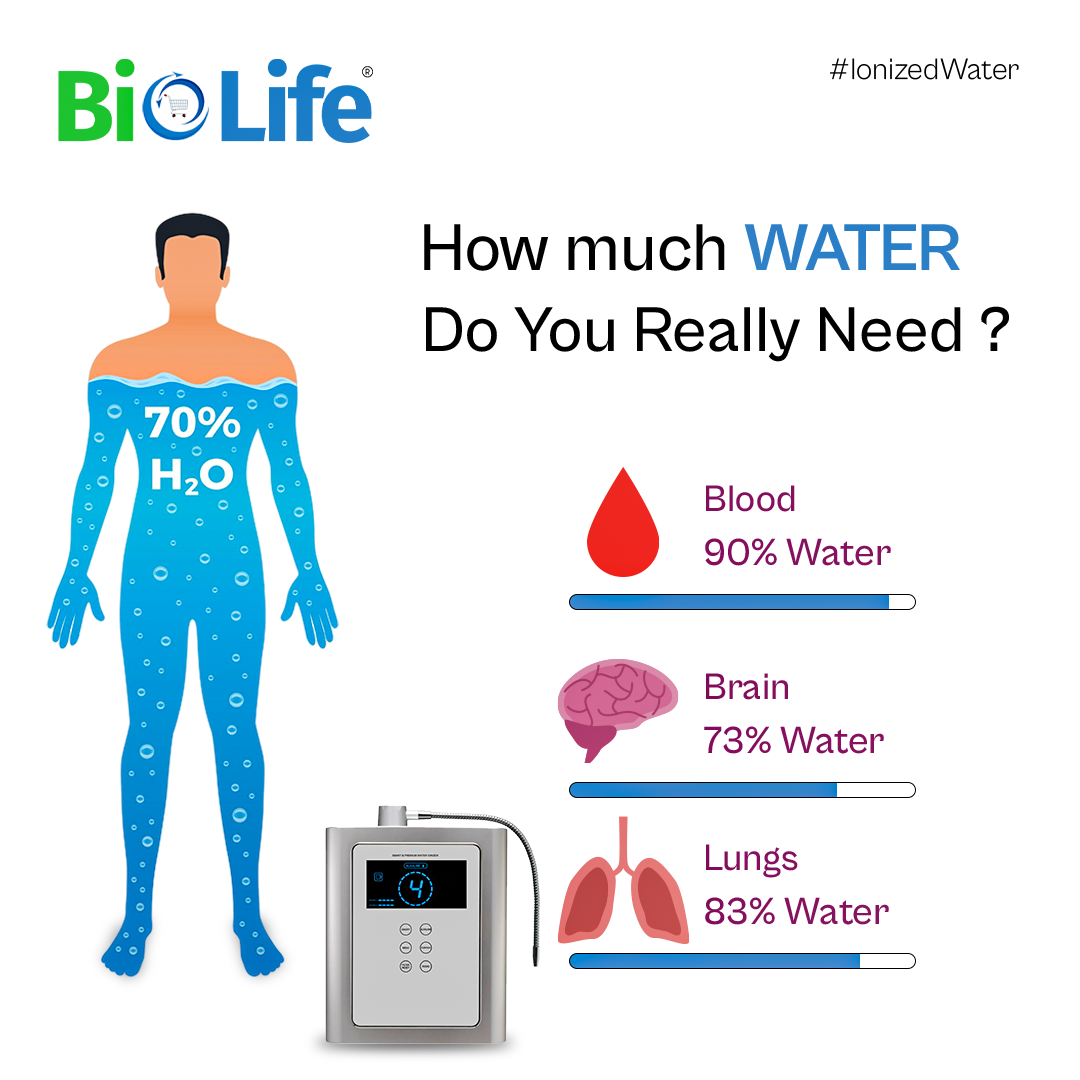 BiOLife®
#IonizedWater
How much WATER
Do You Really Need ?
70%
H₂O
Blood
90% Water
Brain
73% Water
Lungs
83% Water
4